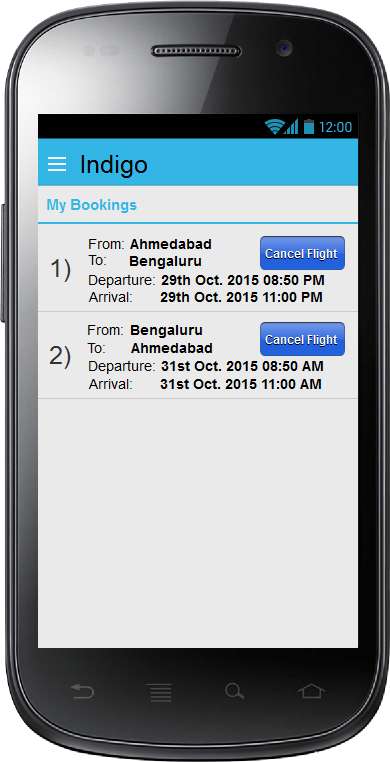 12:00
Indigo
My Bookings
1)
From: Ahmedabad
To: Bengaluru
Cancel Flight
Departure: 29th Oct. 2015 08:50 PM
Arrival: 29th Oct. 2015 11:00 PM
2)
From: Bengaluru
To: Ahmedabad
Cancel Flight
Departure: 31st Oct. 2015 08:50 AM
Arrival: 31st Oct. 2015 11:00 AM